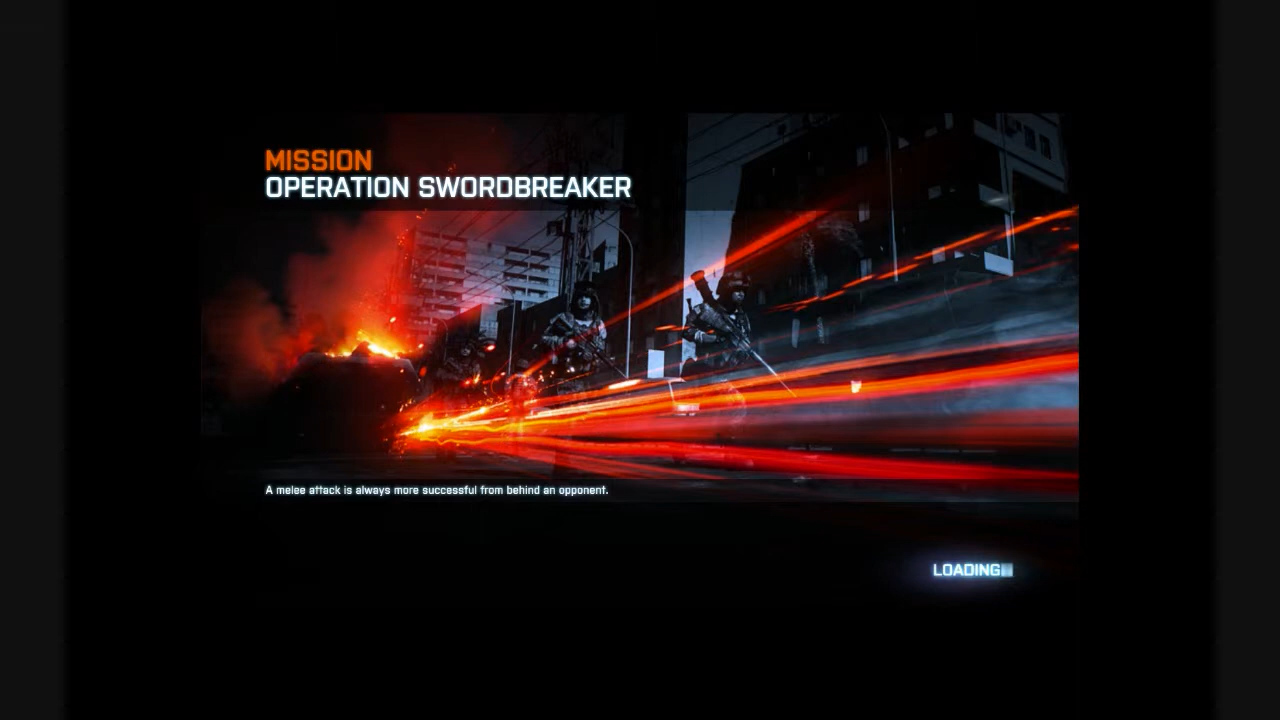 MISSION
OPERATION SWORDBREAKER
A melee attack is always more successful from behind an opponent.
LOADING